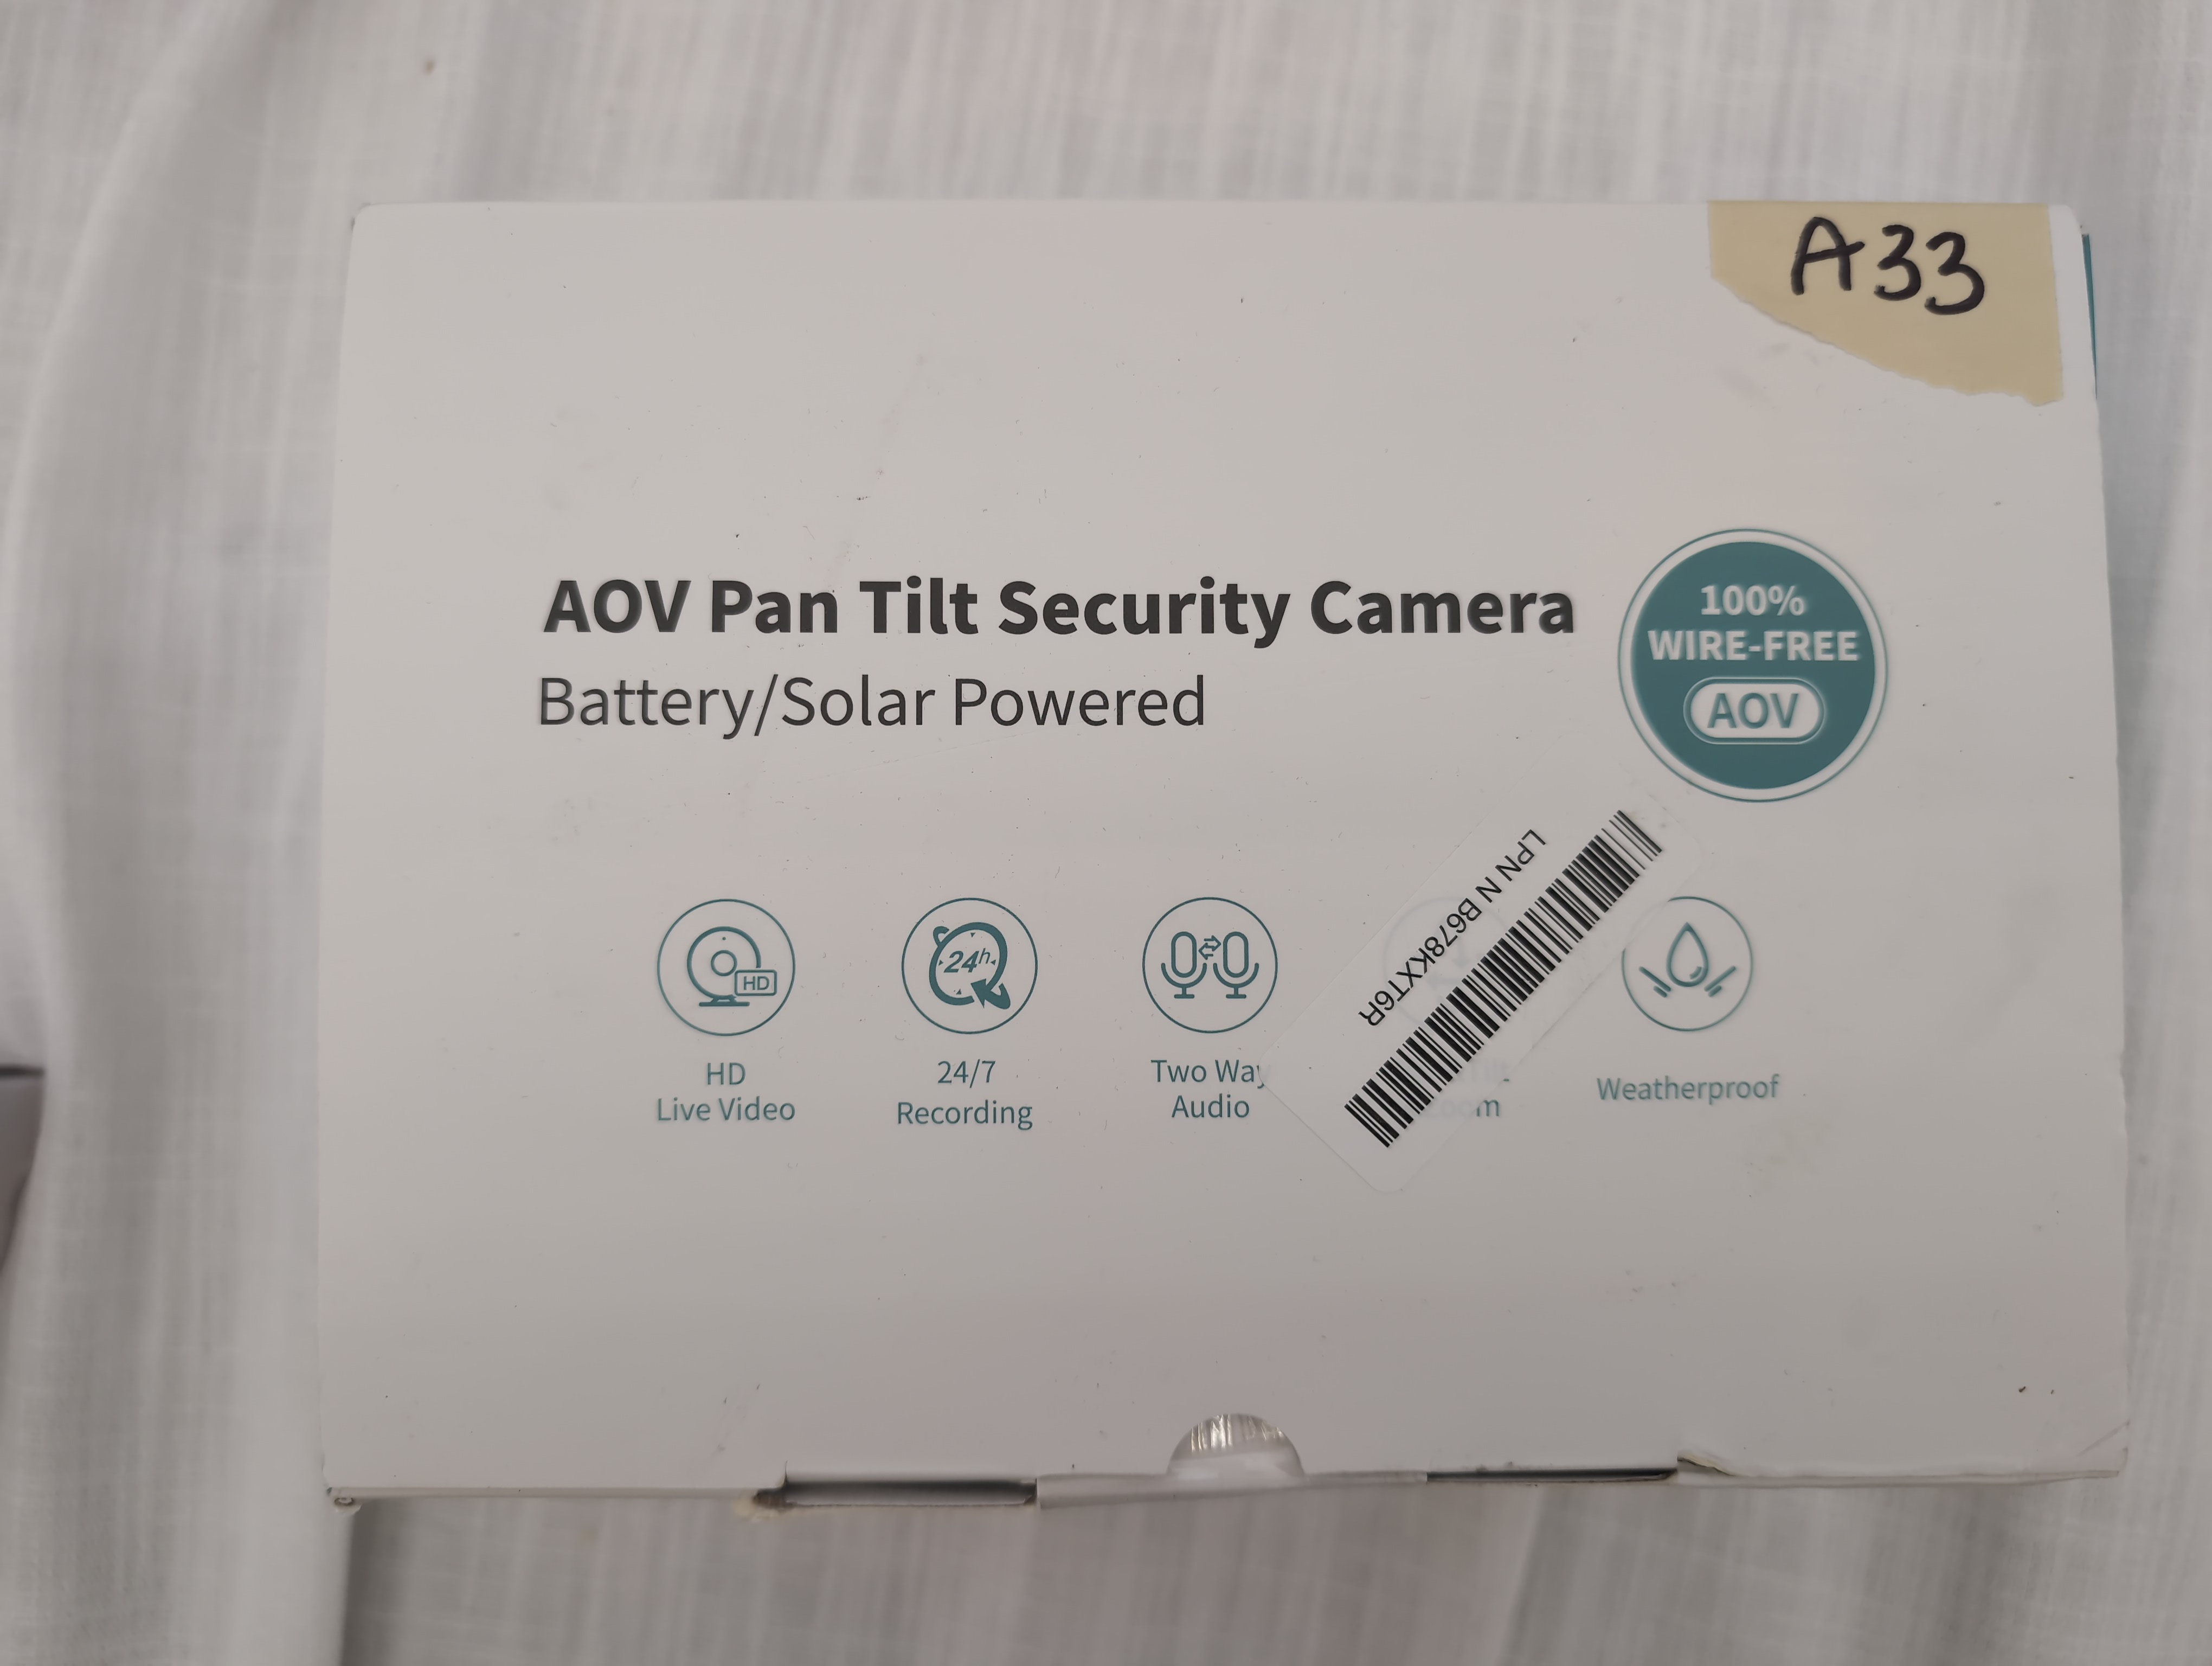 A33
AOV Pan Tilt Security Camera
Battery/Solar Powered
100%
WIRE-FREE
AOV
LPN N B678KXT6R
HD
24h
HD
Live Video
24/7
Recording
Two Way
Audio
Weatherproof